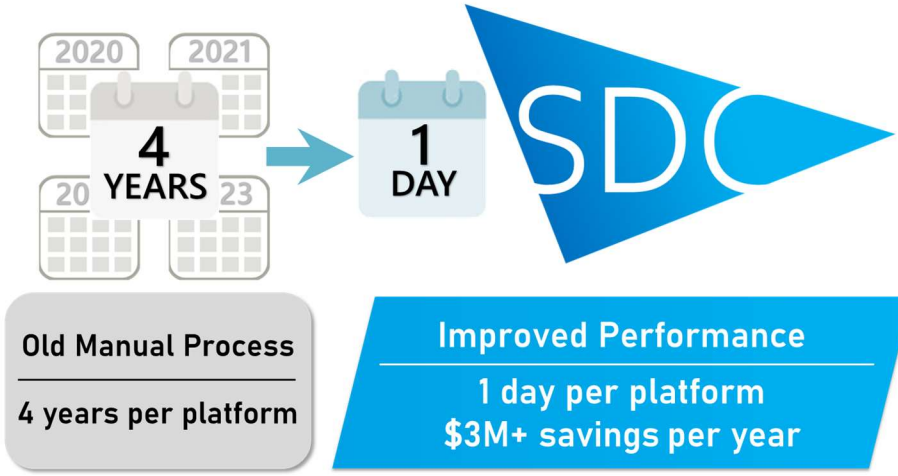 2020
2021
4
YEARS
20
23
1
DAY
SDC
Old Manual Process
4 years per platform
Improved Performance
1 day per platform
$3M+ savings per year